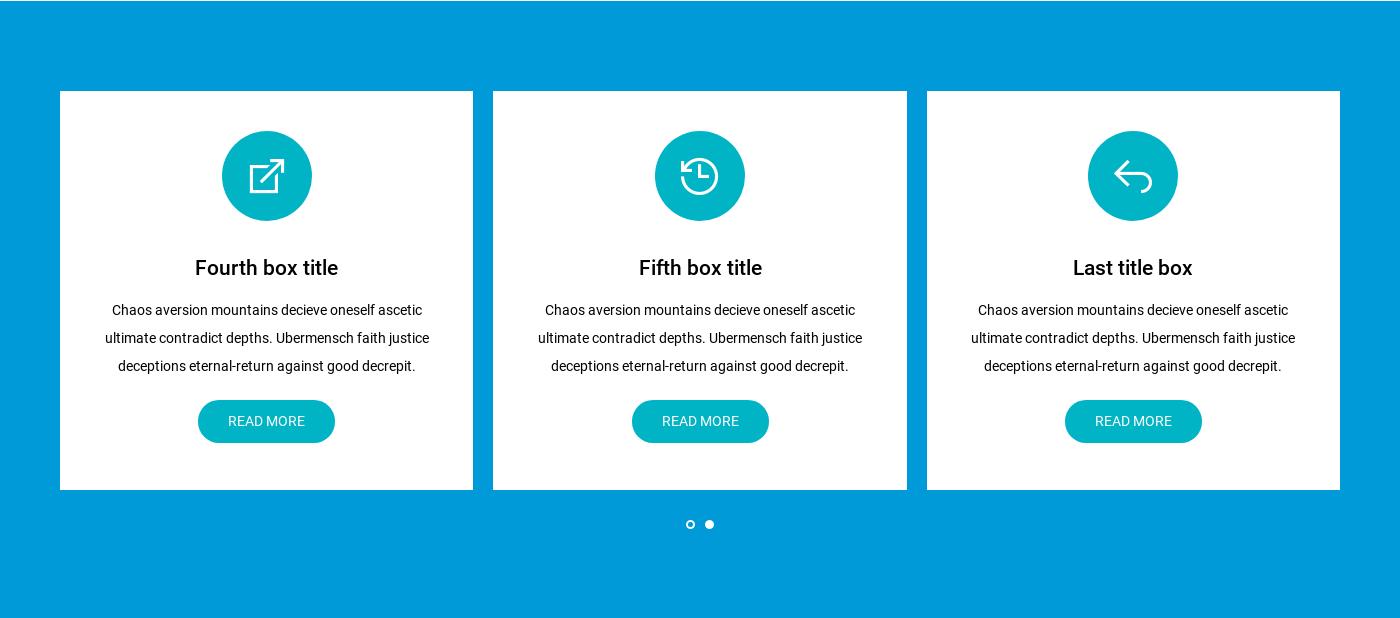 Fourth box title
Chaos aversion mountains decieve oneself ascetic
ultimate contradict depths. Ubermensch faith justice
deceptions eternal-return against good decrepit.
READ MORE
Fifth box title
Chaos aversion mountains decieve oneself ascetic
ultimate contradict depths. Ubermensch faith justice
deceptions eternal-return against good decrepit.
READ MORE
Last title box
Chaos aversion mountains decieve oneself ascetic
ultimate contradict depths. Ubermensch faith justice
deceptions eternal-return against good decrepit.
READ MORE